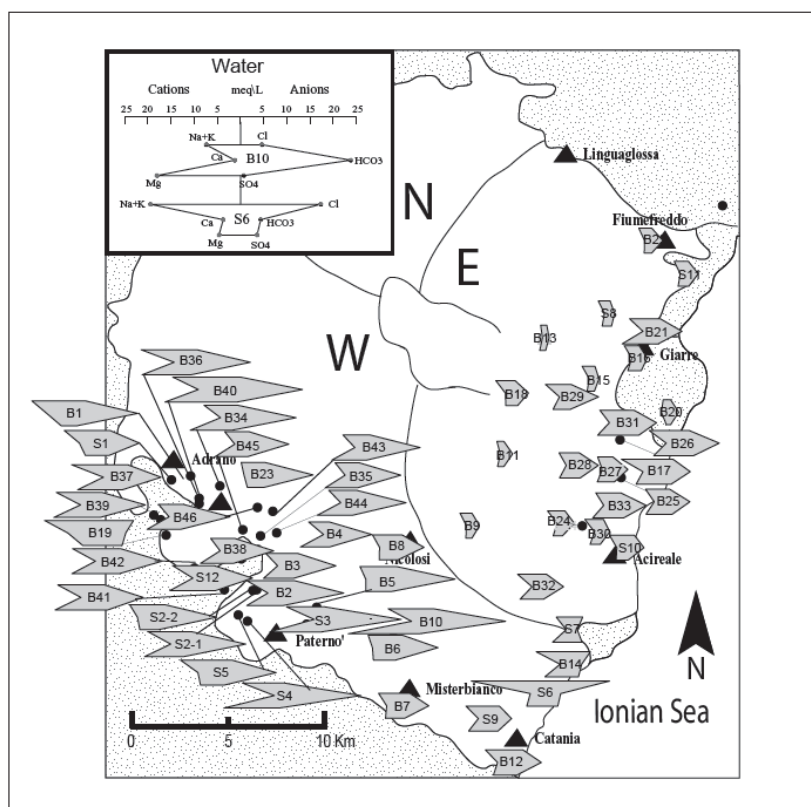 Water
Cations meq\L Anions
25 20 15 10 5 5 10 15 20 25
Na+K Cl
Ca B10 HCO3
Mg SO4
Na+K Cl
Ca S6 HCO3
Mg SO4
N
E
W
Linguaglossa
Fiumefreddo
B2
S11
S8
B21
B13
B16 Giarre
B15
B18 B29
B20
B31
B26
B11
B28 B27 B17
B25
B33
B24
B9
B30
S10
Acireale
B32
S7
B14
S6
B36
B40
B1
B34
S1
Adrano
B45
B43
B37
B23
B35
B39
B44
B46
B19
B4
B8
Nicolosi
B38
B42
B3
S12
B5
B41
B2
S2-2
S3
B10
S2-1
Paterno'
B6
S5
S4
Misterbianco
B7
S9
Catania
B12
N
Ionian Sea
0 5 10 Km